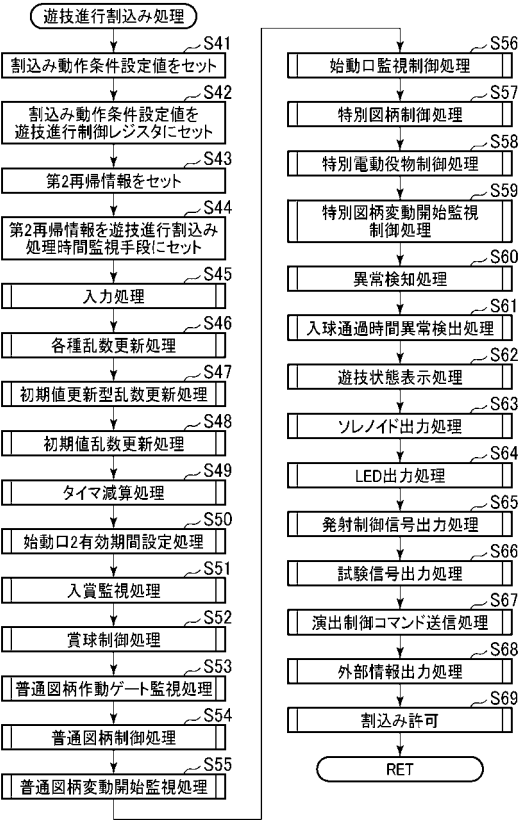 遊技進行割込み処理
S41
割込み動作条件設定値をセット
S42
割込み動作条件設定値を
遊技進行制御レジスタにセット
S43
第2再帰情報をセット
S44
第2再帰情報を遊技進行割込み
処理時間監視手段にセット
S45
入力処理
S46
各種乱数更新処理
S47
初期値更新型乱数更新処理
S48
初期値乱数更新処理
S49
タイマ減算処理
S50
始動口2有効期間設定処理
S51
入賞監視処理
S52
賞球制御処理
S53
普通図柄作動ゲート監視処理
S54
普通図柄制御処理
S55
普通図柄変動開始監視処理
S56
始動口監視制御処理
S57
特別図柄制御処理
S58
特別電動役物制御処理
S59
特別図柄変動開始監視
制御処理
S60
異常検知処理
S61
入球通過時間異常検出処理
S62
遊技状態表示処理
S63
ソレノイド出力処理
S64
LED出力処理
S65
発射制御信号出力処理
S66
試験信号出力処理
S67
演出制御コマンド送信処理
S68
外部情報出力処理
S69
割込み許可
RET